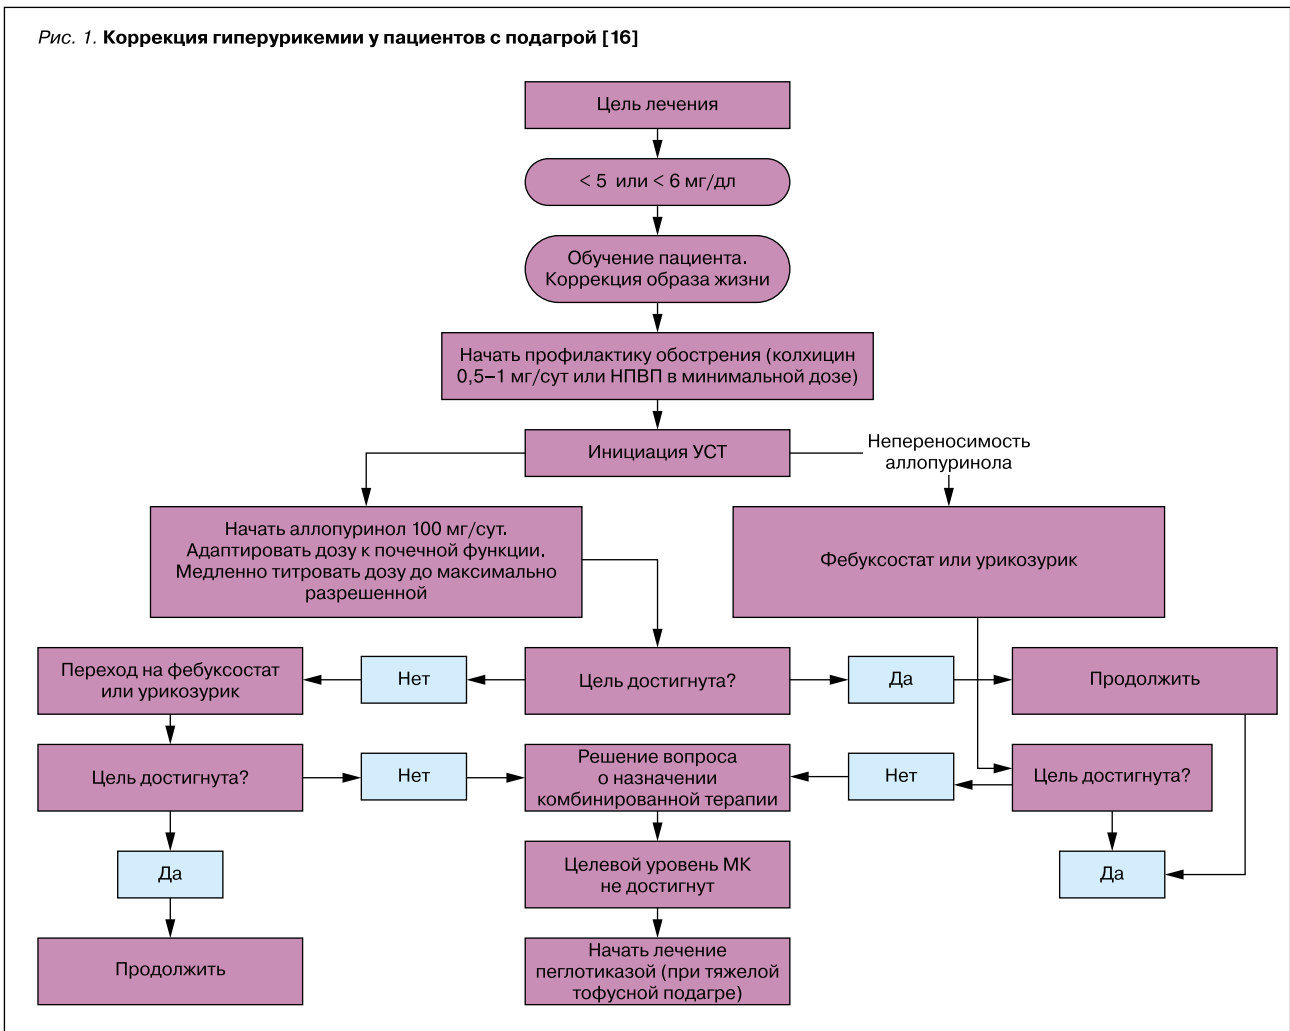 Рис. 1. Коррекция гиперурикемии у пациентов с подагрой [16]
Цель лечения
< 5 или < 6 мг/дл
Обучение пациента.
Коррекция образа жизни
Начать профилактику обострения (колхицин
0,5–1 мг/сут или НПВП в минимальной дозе)
Инициация УСТ
Непереносимость
аллопуринола
Начать аллопуринол 100 мг/сут.
Адаптировать дозу к почечной функции.
Медленно титровать дозу до максимально
разрешенной
Фебуксостат или урикозурик
Переход на фебуксостат
или урикозурик
Нет
Цель достигнута?
Да
Продолжить
Цель достигнута?
Нет
Решение вопроса
о назначении
комбинированной терапии
Нет
Цель достигнута?
Да
Целевой уровень МК
не достигнут
Да
Продолжить
Начать лечение
пеглотиказой (при тяжелой
тофусной подагре)